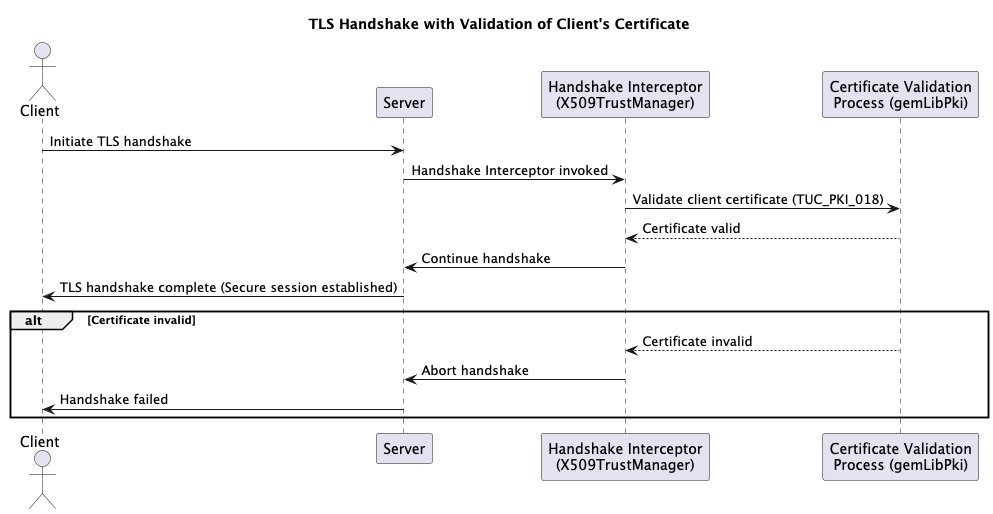 TLS Handshake with Validation of Client's Certificate
Client
Server
Handshake Interceptor
(X509TrustManager)
Certificate Validation
Process (gemLibPki)
Initiate TLS handshake
Handshake Interceptor invoked
Validate client certificate (TUC_PKI_018)
Certificate valid
Continue handshake
TLS handshake complete (Secure session established)
alt [Certificate invalid]
Certificate invalid
Abort handshake
Handshake failed
Client
Server
Handshake Interceptor
(X509TrustManager)
Certificate Validation
Process (gemLibPki)